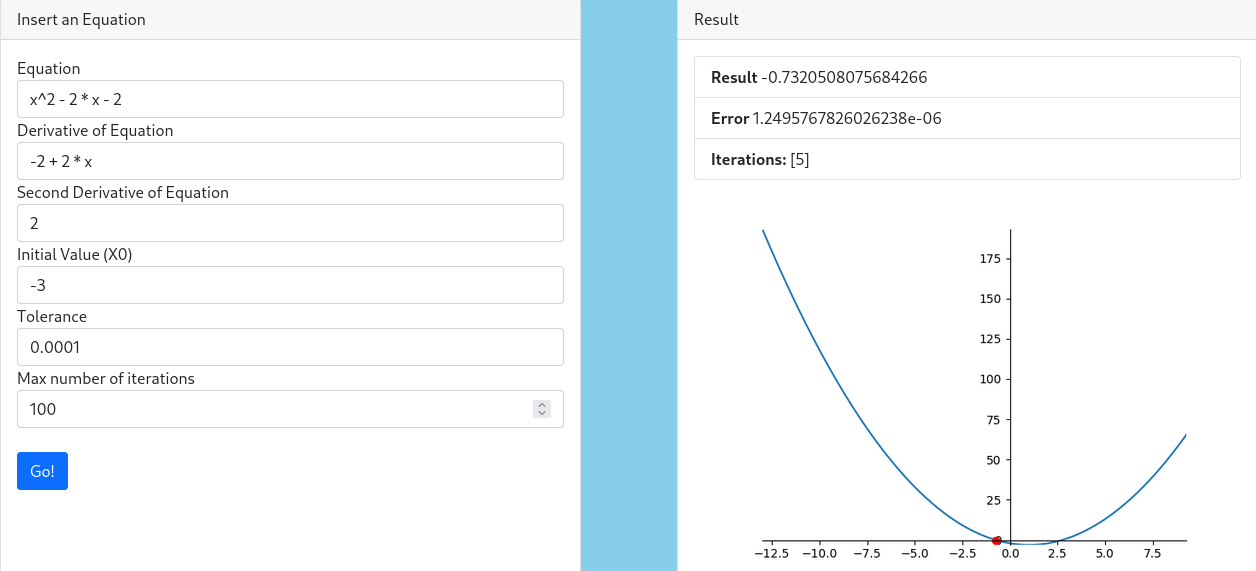 Insert an Equation
Equation
x^2 - 2 * x - 2
Derivative of Equation
-2 + 2 * x
Second Derivative of Equation
2
Initial Value (X0)
-3
Tolerance
0.0001
Max number of iterations
100
Go!
Result
Result -0.7320508075684266
Error 1.2495767826026238e-06
Iterations: [5]
175
150
125
100
75
50
25
−12.5 −10.0 −7.5 −5.0 −2.5 0.0 2.5 5.0 7.5